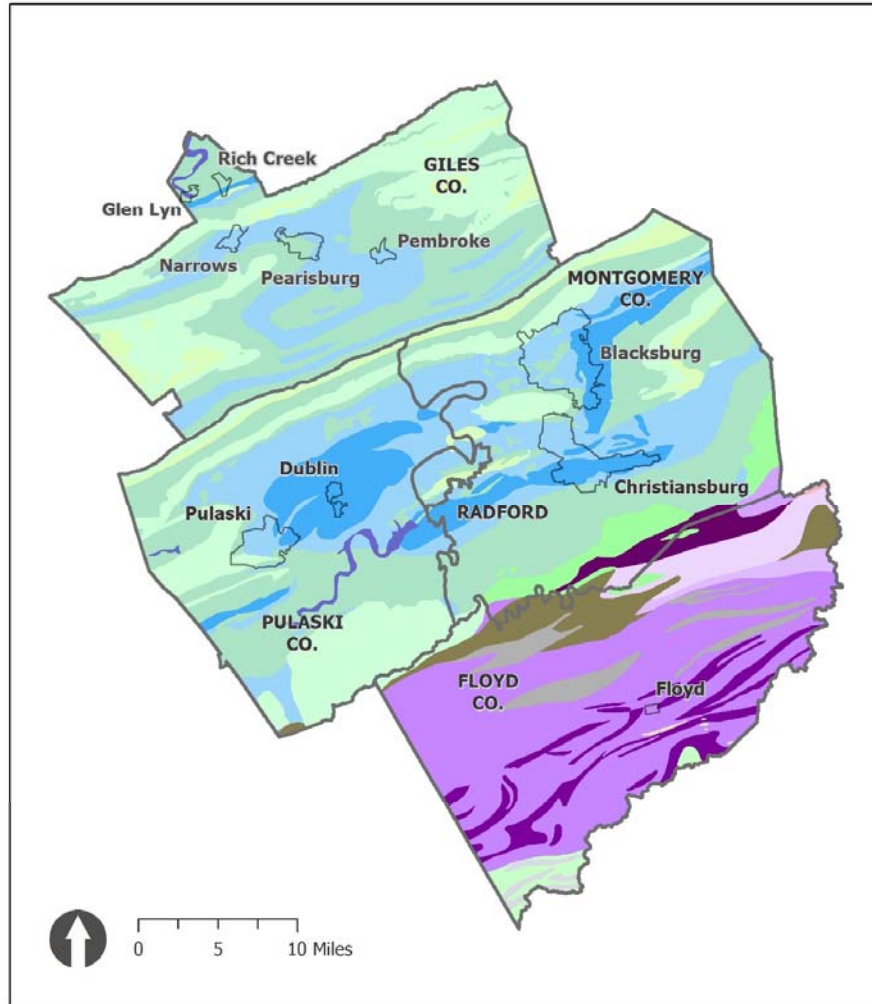 Rich Creek
GILES
CO.
Glen Lyn
Narrows
Pearisburg
Pembroke
MONTGOMERY
CO.
Blacksburg
Dublin
Pulaski
RADFORD
Christiansburg
PULASKI
CO.
FLOYD
CO.
Floyd
0 5 10 Miles